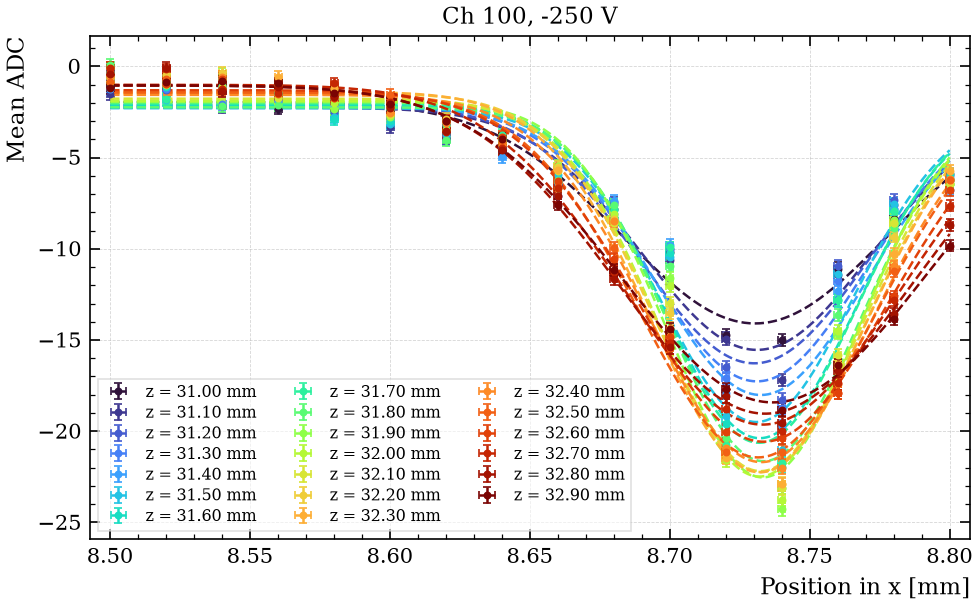 Ch 100, -250 V
Mean ADC
0
−5
−10
−15
−20
−25
z = 31.00 mm
z = 31.10 mm
z = 31.20 mm
z = 31.30 mm
z = 31.40 mm
z = 31.50 mm
z = 31.60 mm
z = 31.70 mm
z = 31.80 mm
z = 31.90 mm
z = 32.00 mm
z = 32.10 mm
z = 32.20 mm
z = 32.30 mm
z = 32.40 mm
z = 32.50 mm
z = 32.60 mm
z = 32.70 mm
z = 32.80 mm
z = 32.90 mm
8.50 8.55 8.60 8.65 8.70 8.75 8.80
Position in x [mm]